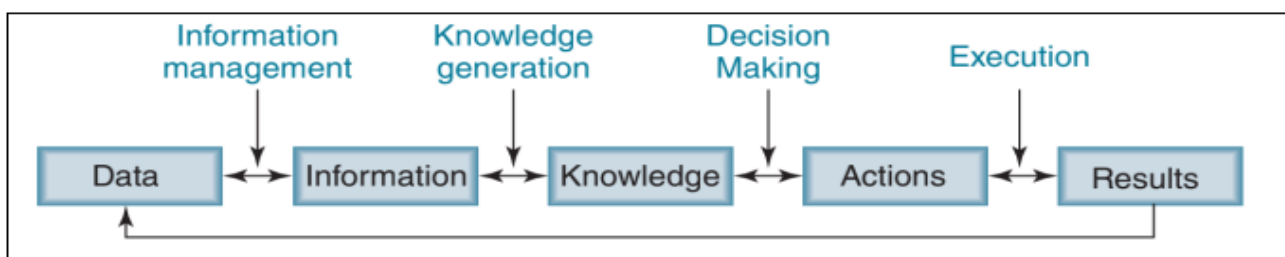 Information
management
Knowledge
generation
Decision
Making
Execution
Data
Information
Knowledge
Actions
Results